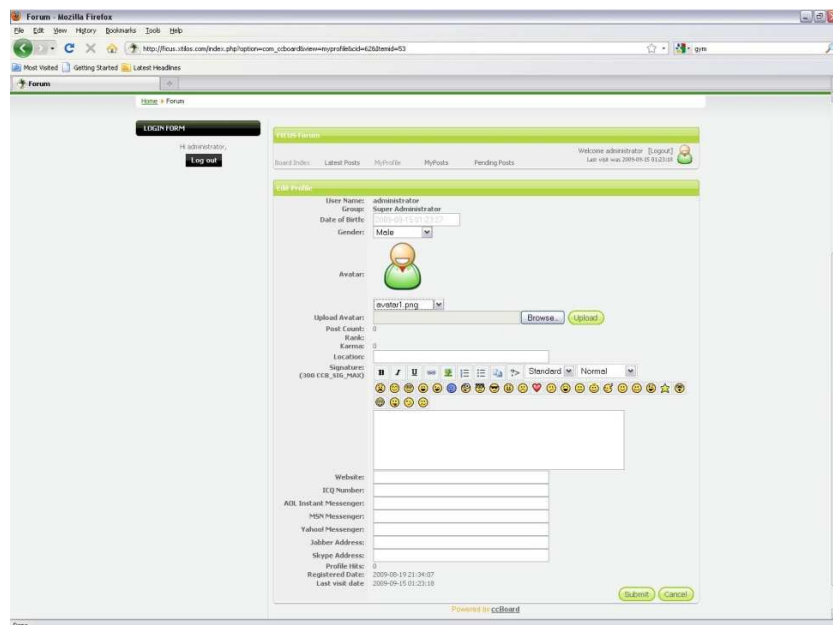 Forum - Mozilla Firefox
File Edit View History Bookmarks Tools Help
http://ficus.xtilos.com/index.php?option=com_ccboard&view=myprofile&cid=62&Itemid=53
gym
Most Visited Getting Started Latest Headlines
Forum
Home Forum
LOGIN FORM
Hi administrator,
Log out
FICUS Forum
Welcome administrator [Logout]
Last visit was 2009-09-15 01:23:18
Board Index Latest Posts MyProfile MyPosts Pending Posts
Edit Profile
User Name: administrator
Group: Super Administrator
Date of Birth: 2009-09-15 01:23:27
Gender: Male
Avatar:
avatar1.png
Upload Avatar: Browse... Upload
Post Count: 0
Rank:
Karma: 0
Location:
Signature:
(300 CCB_SIG_MAX)
B I U Standard Normal
Website:
ICQ Number:
AOL Instant Messenger:
MSN Messenger:
Yahoo! Messenger:
Jabber Address:
Skype Address:
Profile Hits: 0
Registered Date: 2009-08-19 21:34:07
Last visit date 2009-09-15 01:23:18
Submit Cancel
Powered by ccBoard
Done